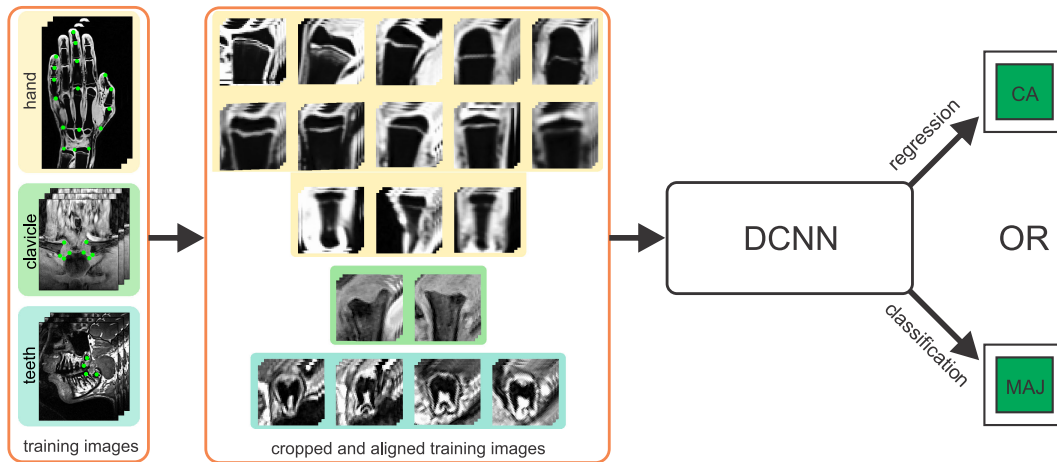 hand
clavicle
teeth
training images
cropped and aligned training images
DCNN
regression
classification
CA
OR
MAJ